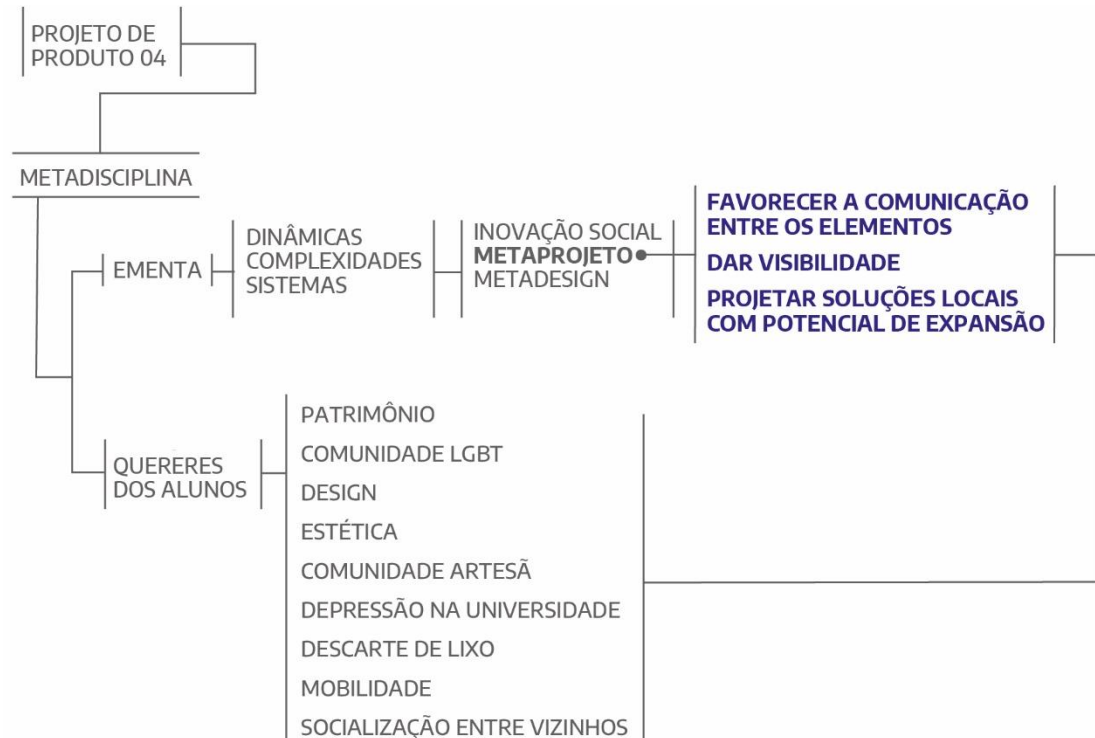 PROJETO DE
PRODUTO 04
METADISCIPLINA
EMENTA
DINÂMICAS
COMPLEXIDADES
SISTEMAS
INOVAÇÃO SOCIAL
METAPROJETO
METADESIGN
FAVORECER A COMUNICAÇÃO
ENTRE OS ELEMENTOS
DAR VISIBILIDADE
PROJETAR SOLUÇÕES LOCAIS
COM POTENCIAL DE EXPANSÃO
QUERERES
DOS ALUNOS
PATRIMÔNIO
COMUNIDADE LGBT
DESIGN
ESTÉTICA
COMUNIDADE ARTESÃ
DEPRESSÃO NA UNIVERSIDADE
DESCARTE DE LIXO
MOBILIDADE
SOCIALIZAÇÃO ENTRE VIZINHOS